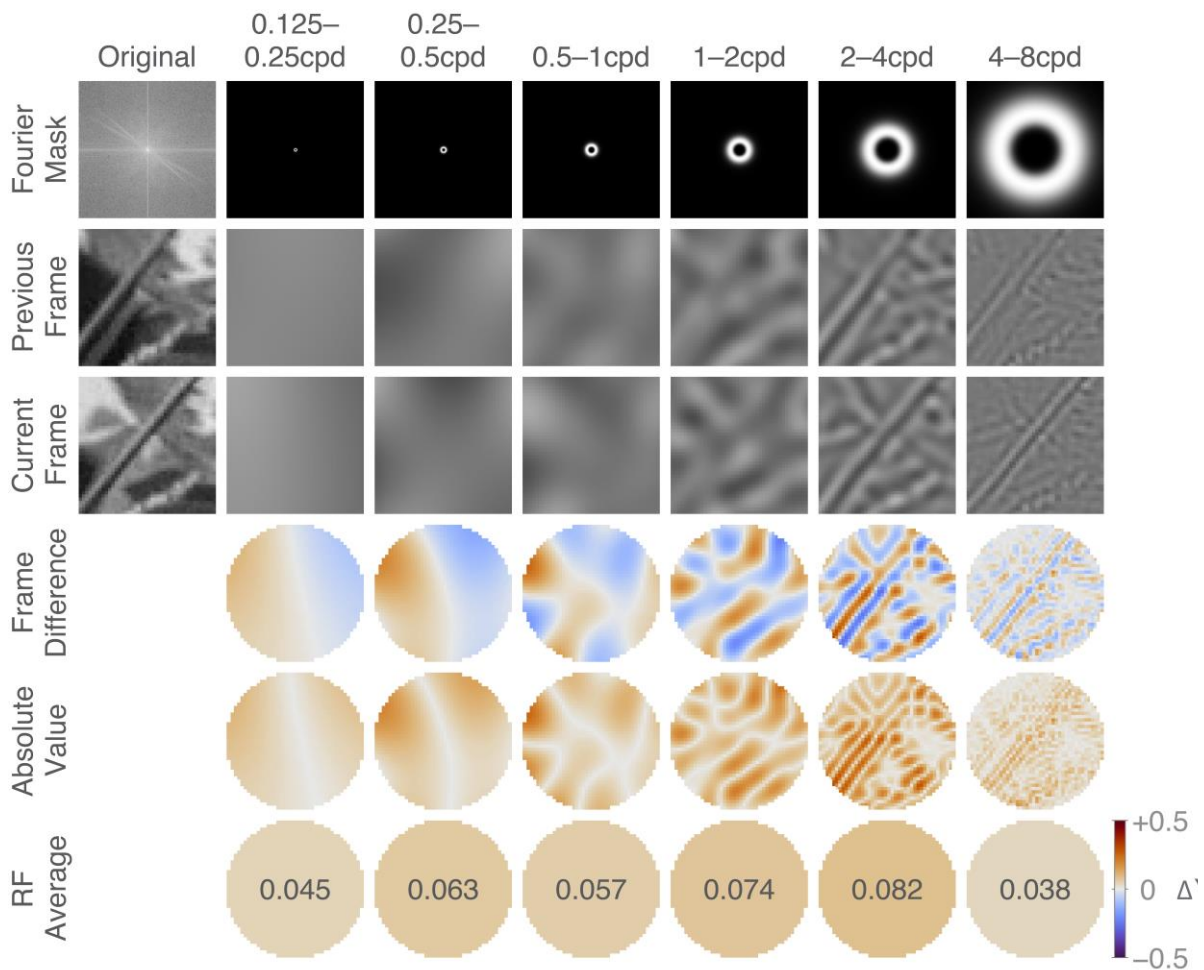 Original
0.125–
0.25cpd
0.25–
0.5cpd
0.5–1cpd
1–2cpd
2–4cpd
4–8cpd
Fourier
Mask
Previous
Frame
Current
Frame
Frame
Difference
Absolute
Value
RF
Average
0.045
0.063
0.057
0.074
0.082
0.038
+0.5
0
−0.5